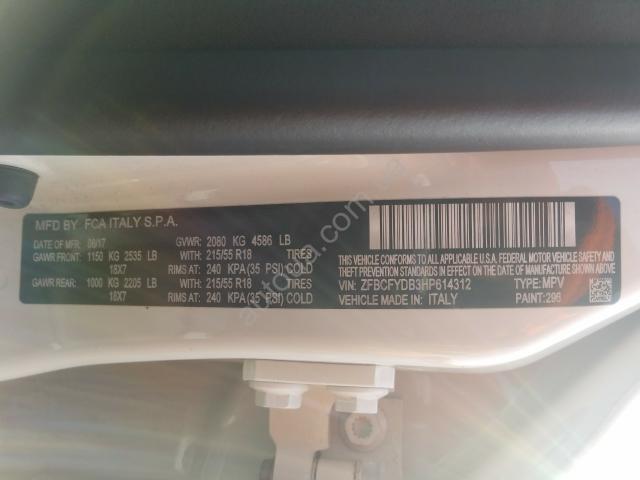 MFD BY FCA ITALY S.P.A.
DATE OF MFR 06/17 GVWR: 2080 KG 4586 LB
GAWR FRONT: 1150 KG 2535 LB WITH: 215/55 R18 TIRES
18X7 RIMS AT: 240 KPA (35 PSI) COLD
GAWR REAR: 1000 KG 2205 LB WITH: 215/55 R18 TIRES
18X7 RIMS AT: 240 KPA (35 PSI) COLD
THIS VEHICLE CONFORMS TO ALL APPLICABLE U.S.A. FEDERAL MOTOR VEHICLE SAFETY,
BUMPER, AND THEFT PREVENTION STANDARDS IN EFFECT ON THE DATE OF MANUFACTURE SHOWN ABOVE.
VIN: ZFBCFYDB3HP614312 TYPE: MPV
VEHICLE MADE IN: ITALY PAINT: 296